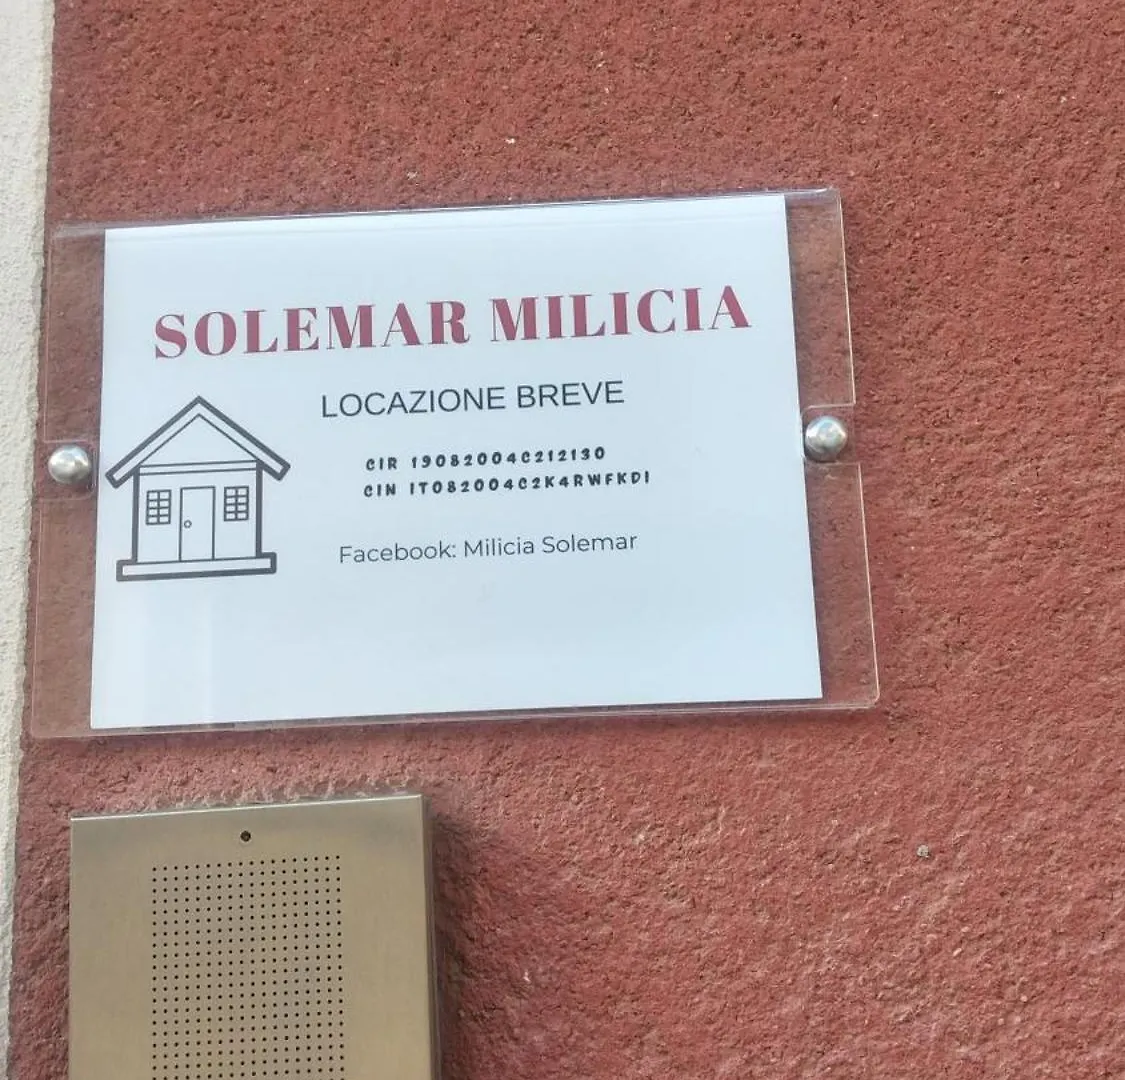 SOLEMAR MILICIA
LOCAZIONE BREVE
CIR 19082004C212130
CIN IT082004C2K4RWFKDI
Facebook: Milicia Solemar